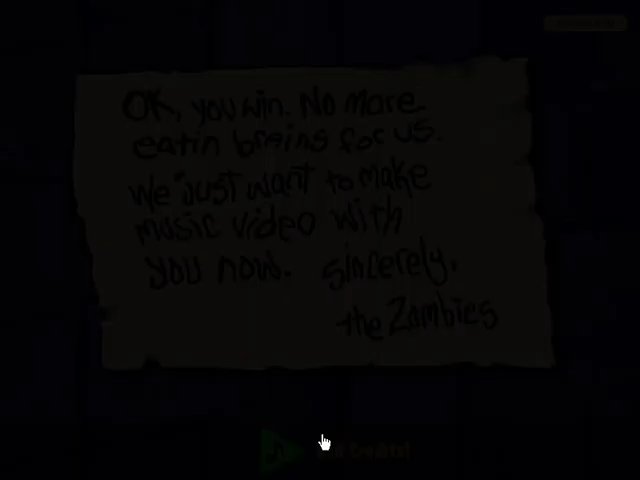 OK, you win. No more
eatin brains for us.
We just want to make
music video with
you now. sincerely,
the Zombies
Credits!